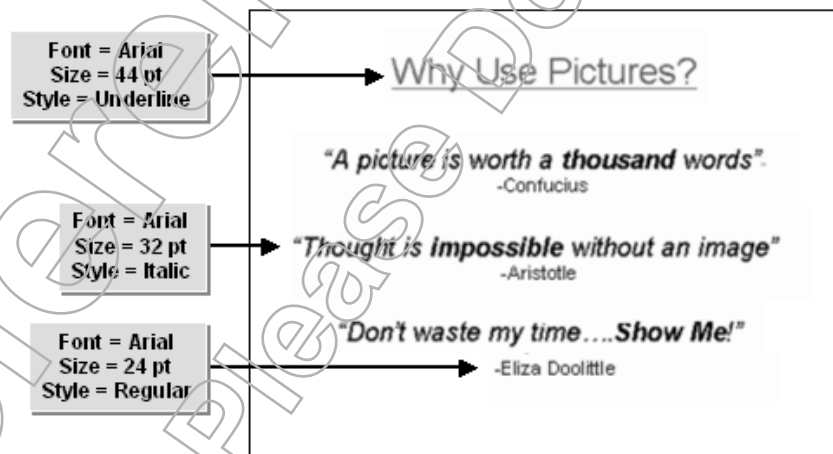 Font = Arial
Size = 44 pt
Style = Underline
Why Use Pictures?
"A picture is worth a thousand words"
-Confucius
Font = Arial
Size = 32 pt
Style = Italic
"Thought is impossible without an image"
-Aristotle
Font = Arial
Size = 24 pt
Style = Regular
"Don't waste my time....Show Me!"
-Eliza Doolittle
Please Do